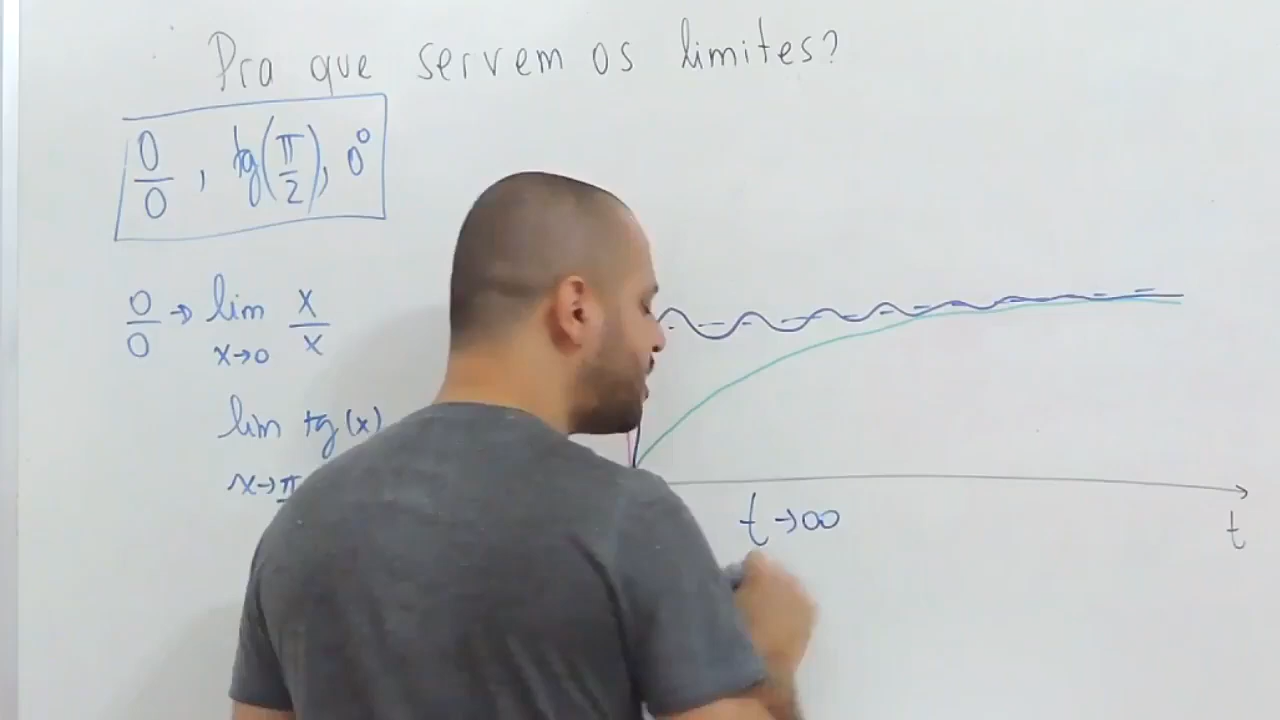 Pra que servem os limites?
0/0 , tg(π/2), 0⁰
0/0 → lim x→0 x/x
lim x→π tg(x)
t→∞
t